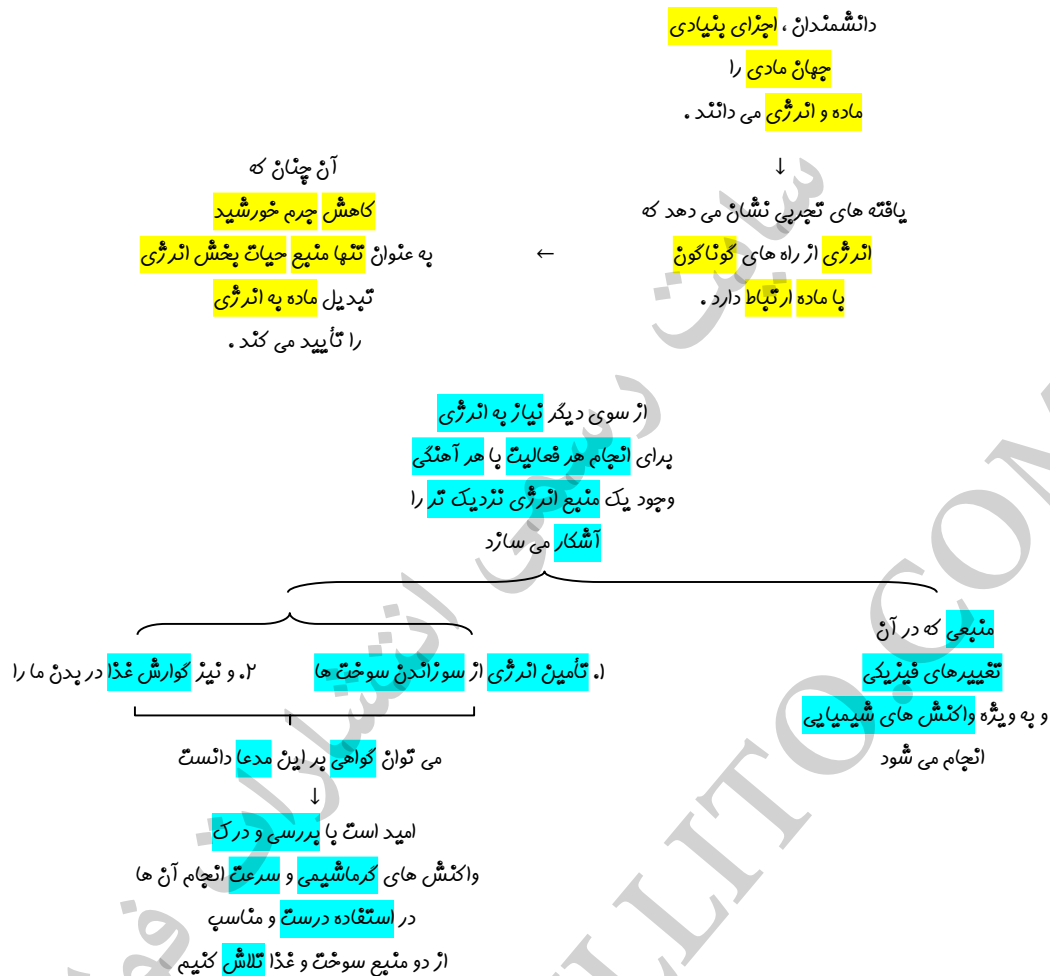 دانشمندان ، اجزای بنیادی
جهان مادی را
ماده و انرژی می دانند .
↓
یافته های تجربی نشان می دهد که
انرژی از راه های گوناگون
با ماده ارتباط دارد .
←
آن چنان که
کاهش جرم خورشید
به عنوان تنها منبع حیات بخش انرژی
تبدیل ماده به انرژی
را تأیید می کند .
از سوی دیگر نیاز به انرژی
برای انجام هر فعالیت با هر آهنگی
وجود یک منبع انرژی نزدیک تر را
آشکار می سازد
منبعی که در آن
تغییرهای فیزیکی
و به ویژه واکنش های شیمیایی
انجام می شود
۱. تأمین انرژی از سوزاندن سوخت ها
۲. و نیز گوارش غذا در بدن ما را
می توان گواهی بر این مدعا دانست
↓
امید است با بررسی و درک
واکنش های گرماشیمی و سرعت انجام آن ها
در استفاده درست و مناسب
از دو منبع سوخت و غذا تلاش کنیم .
سایت رسمی انتشارات
LLITO.COM